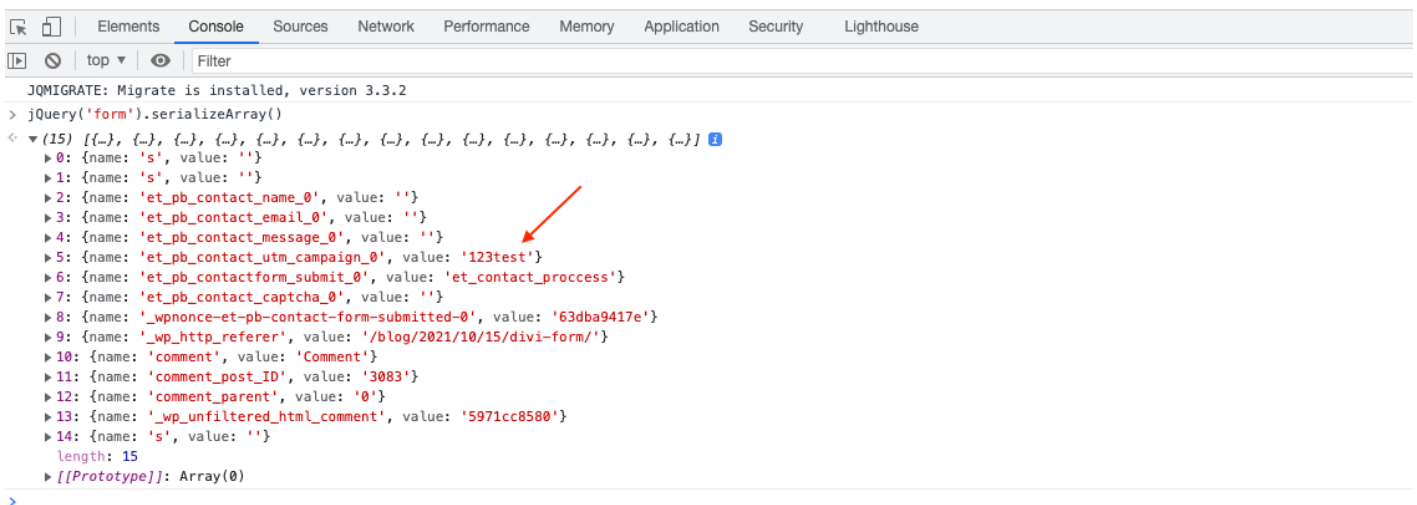 Elements Console Sources Network Performance Memory Application Security Lighthouse
top ▼ Filter
JQMIGRATE: Migrate is installed, version 3.3.2
> jQuery('form').serializeArray()
(15) [{…}, {…}, {…}, {…}, {…}, {…}, {…}, {…}, {…}, {…}, {…}, {…}, {…}, {…}, {…}] i
0: {name: 's', value: ''}
1: {name: 's', value: ''}
2: {name: 'et_pb_contact_name_0', value: ''}
3: {name: 'et_pb_contact_email_0', value: ''}
4: {name: 'et_pb_contact_message_0', value: ''}
5: {name: 'et_pb_contact_utm_campaign_0', value: '123test'}
6: {name: 'et_pb_contactform_submit_0', value: 'et_contact_proccess'}
7: {name: 'et_pb_contact_captcha_0', value: ''}
8: {name: '_wpnonce-et-pb-contact-form-submitted-0', value: '63dba9417e'}
9: {name: '_wp_http_referer', value: '/blog/2021/10/15/divi-form/'}
10: {name: 'comment', value: 'Comment'}
11: {name: 'comment_post_ID', value: '3083'}
12: {name: 'comment_parent', value: '0'}
13: {name: '_wp_unfiltered_html_comment', value: '5971cc8580'}
14: {name: 's', value: ''}
length: 15
[[Prototype]]: Array(0)
>